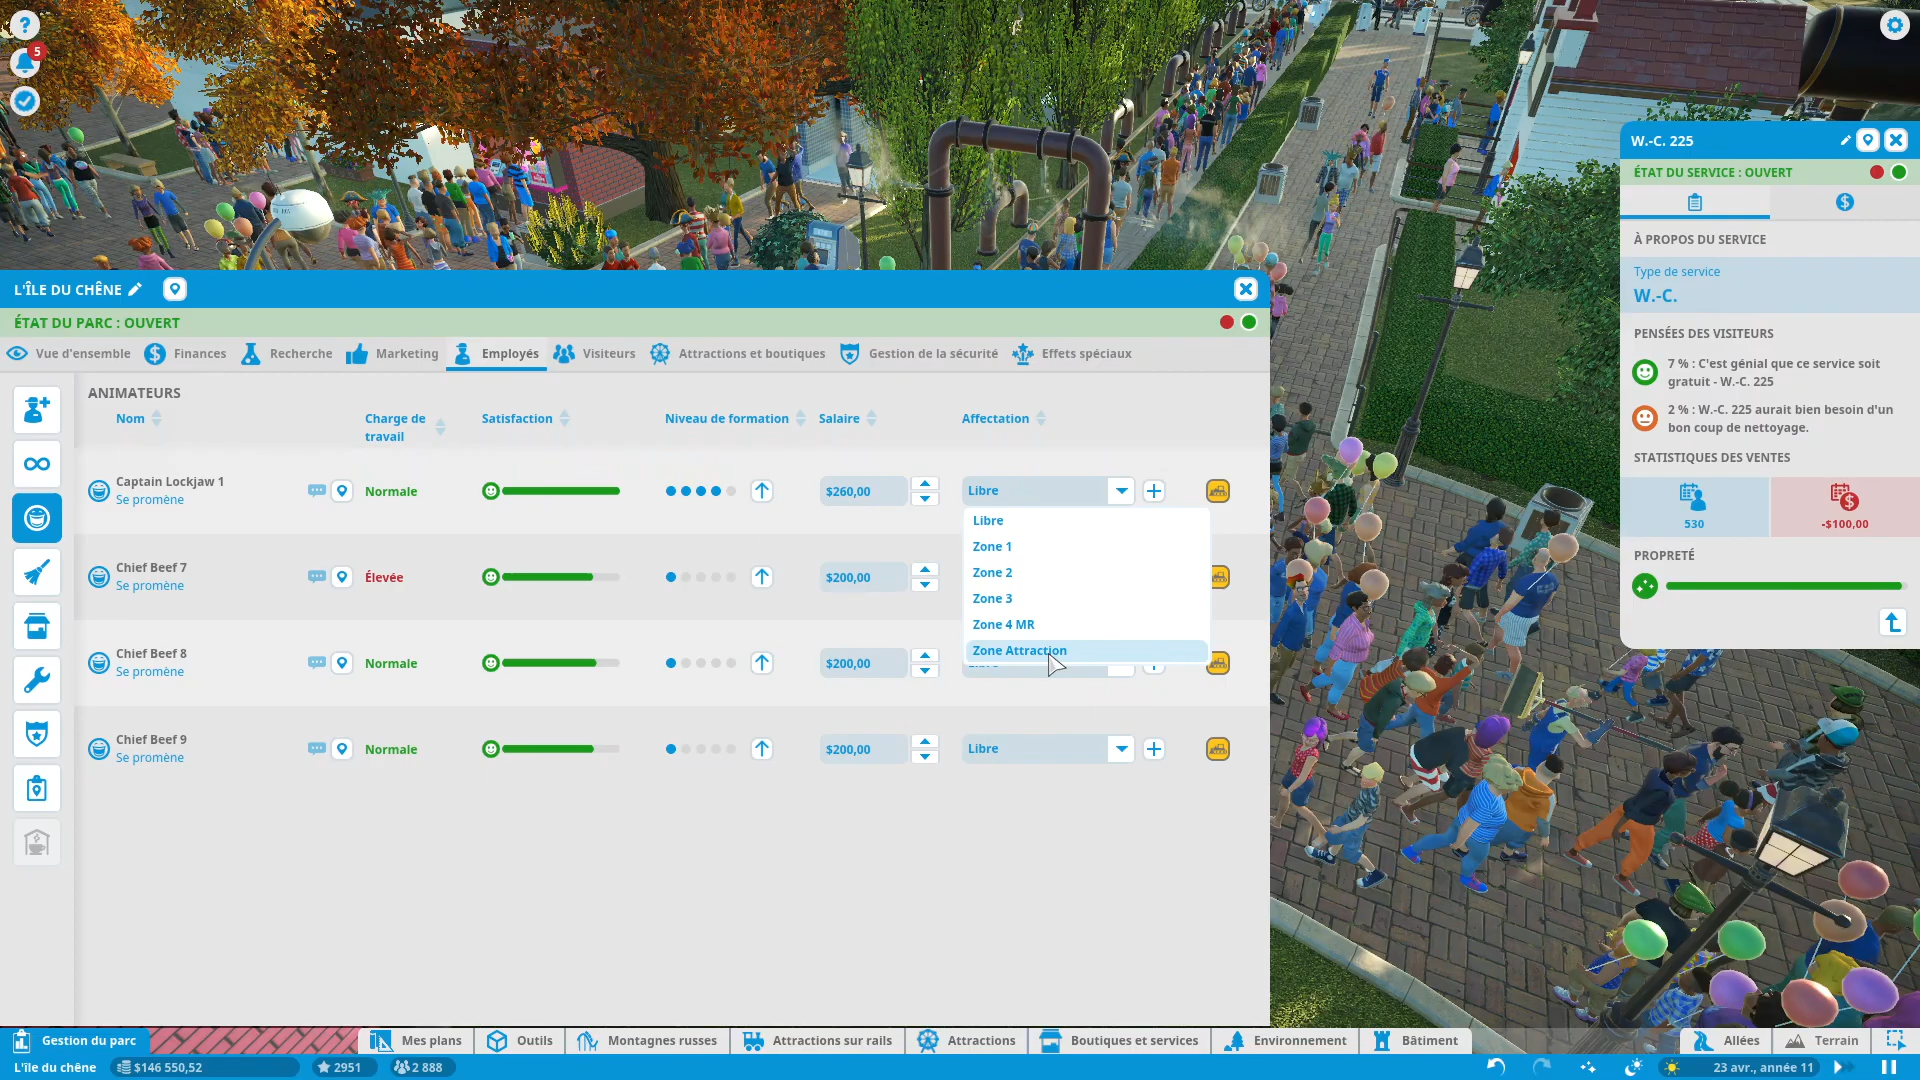 ?
5
W.-C. 225
ÉTAT DU SERVICE : OUVERT
À PROPOS DU SERVICE
Type de service
W.-C.
PENSÉES DES VISITEURS
7 % : C'est génial que ce service soit
gratuit - W.-C. 225
2 % : W.-C. 225 aurait bien besoin d'un
bon coup de nettoyage.
STATISTIQUES DES VENTES
530
-$100,00
PROPRETÉ
L'ÎLE DU CHÊNE
ÉTAT DU PARC : OUVERT
Vue d'ensemble
Finances
Recherche
Marketing
Employés
Visiteurs
Attractions et boutiques
Gestion de la sécurité
Effets spéciaux
ANIMATEURS
Nom
Charge de
travail
Satisfaction
Niveau de formation
Salaire
Affectation
Captain Lockjaw 1
Se promène
Normale
$260,00
Libre
Libre
Zone 1
Zone 2
Zone 3
Zone 4 MR
Zone Attraction
Chief Beef 7
Se promène
Élevée
$200,00
Chief Beef 8
Se promène
Normale
$200,00
Chief Beef 9
Se promène
Normale
$200,00
Libre
Gestion du parc
Mes plans
Outils
Montagnes russes
Attractions sur rails
Attractions
Boutiques et services
Environnement
Bâtiment
Allées
Terrain
L'île du chêne
$146 550,52
2951
2 888
23 avr., année 11